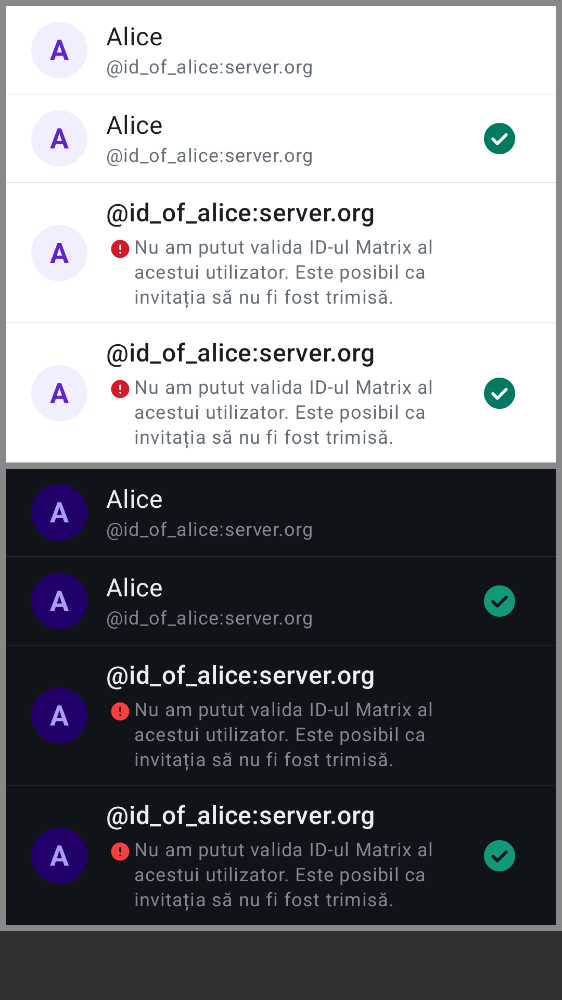 A
Alice
@id_of_alice:server.org
A
Alice
@id_of_alice:server.org
A
@id_of_alice:server.org
Nu am putut valida ID-ul Matrix al
acestui utilizator. Este posibil ca
invitația să nu fi fost trimisă.
A
@id_of_alice:server.org
Nu am putut valida ID-ul Matrix al
acestui utilizator. Este posibil ca
invitația să nu fi fost trimisă.
A
Alice
@id_of_alice:server.org
A
Alice
@id_of_alice:server.org
A
@id_of_alice:server.org
Nu am putut valida ID-ul Matrix al
acestui utilizator. Este posibil ca
invitația să nu fi fost trimisă.
A
@id_of_alice:server.org
Nu am putut valida ID-ul Matrix al
acestui utilizator. Este posibil ca
invitația să nu fi fost trimisă.